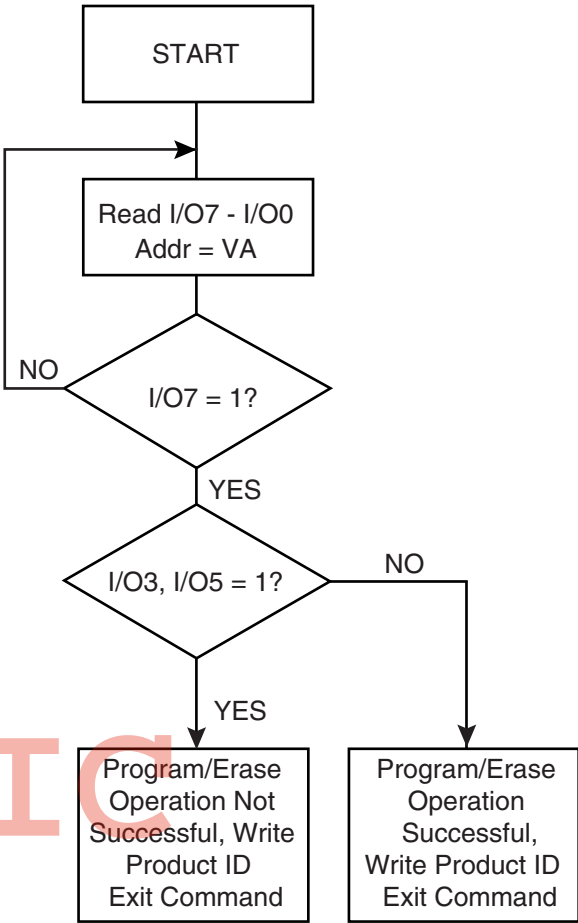 START
Read I/O7 - I/O0
Addr = VA
NO
I/O7 = 1?
YES
I/O3, I/O5 = 1?
NO
YES
Program/Erase
Operation Not
Successful, Write
Product ID
Exit Command
Program/Erase
Operation
Successful,
Write Product ID
Exit Command
IC